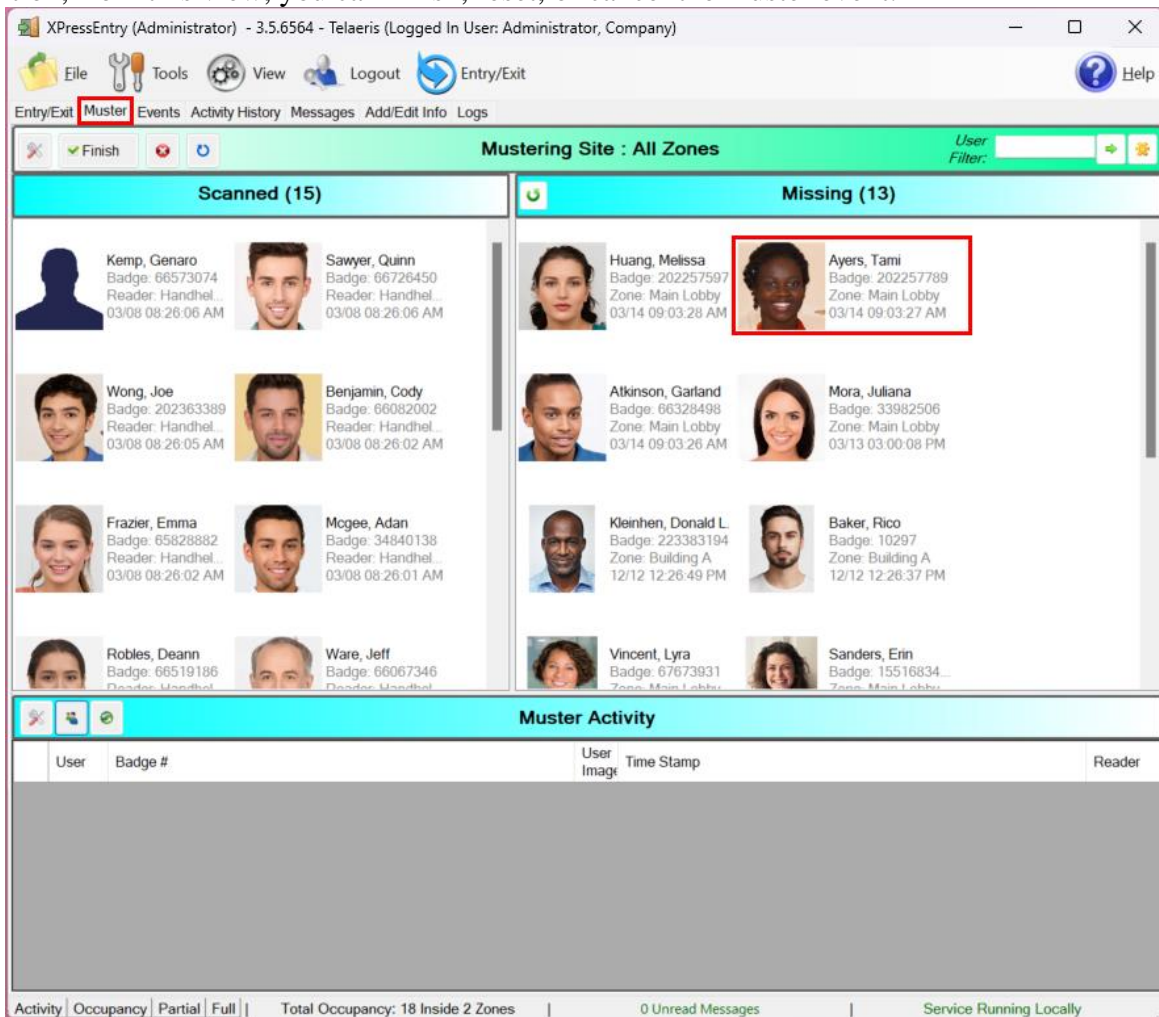 XPressEntry (Administrator) - 3.5.6564 - Telaeris (Logged In User: Administrator, Company)
File Tools View Logout Entry/Exit Help
Entry/Exit Muster Events Activity History Messages Add/Edit Info Logs
Finish Mustering Site : All Zones User Filter:
Scanned (15)
Missing (13)
Kemp, Genaro
Badge: 66573074
Reader: Handhel...
03/08 08:26:06 AM
Sawyer, Quinn
Badge: 66726450
Reader: Handhel...
03/08 08:26:06 AM
Huang, Melissa
Badge: 202257597
Zone: Main Lobby
03/14 09:03:28 AM
Ayers, Tami
Badge: 202257789
Zone: Main Lobby
03/14 09:03:27 AM
Wong, Joe
Badge: 202363389
Reader: Handhel...
03/08 08:26:05 AM
Benjamin, Cody
Badge: 66082002
Reader: Handhel...
03/08 08:26:02 AM
Atkinson, Garland
Badge: 66328498
Zone: Main Lobby
03/14 09:03:26 AM
Mora, Juliana
Badge: 33982506
Zone: Main Lobby
03/13 03:00:08 PM
Frazier, Emma
Badge: 65828882
Reader: Handhel...
03/08 08:26:02 AM
Mcgee, Adan
Badge: 34840138
Reader: Handhel...
03/08 08:26:01 AM
Kleinhen, Donald L.
Badge: 223383194
Zone: Building A
12/12 12:26:49 PM
Baker, Rico
Badge: 10297
Zone: Building A
12/12 12:26:37 PM
Robles, Deann
Badge: 66519186
Reader: Handhel
Ware, Jeff
Badge: 66067346
Reader: Handhel
Vincent, Lyra
Badge: 67673931
Zone: Main Lobby
Sanders, Erin
Badge: 15516834...
Zone: Main Lobby
Muster Activity
User Badge # User Image Time Stamp Reader
Activity Occupancy Partial Full | Total Occupancy: 18 Inside 2 Zones | 0 Unread Messages | Service Running Locally